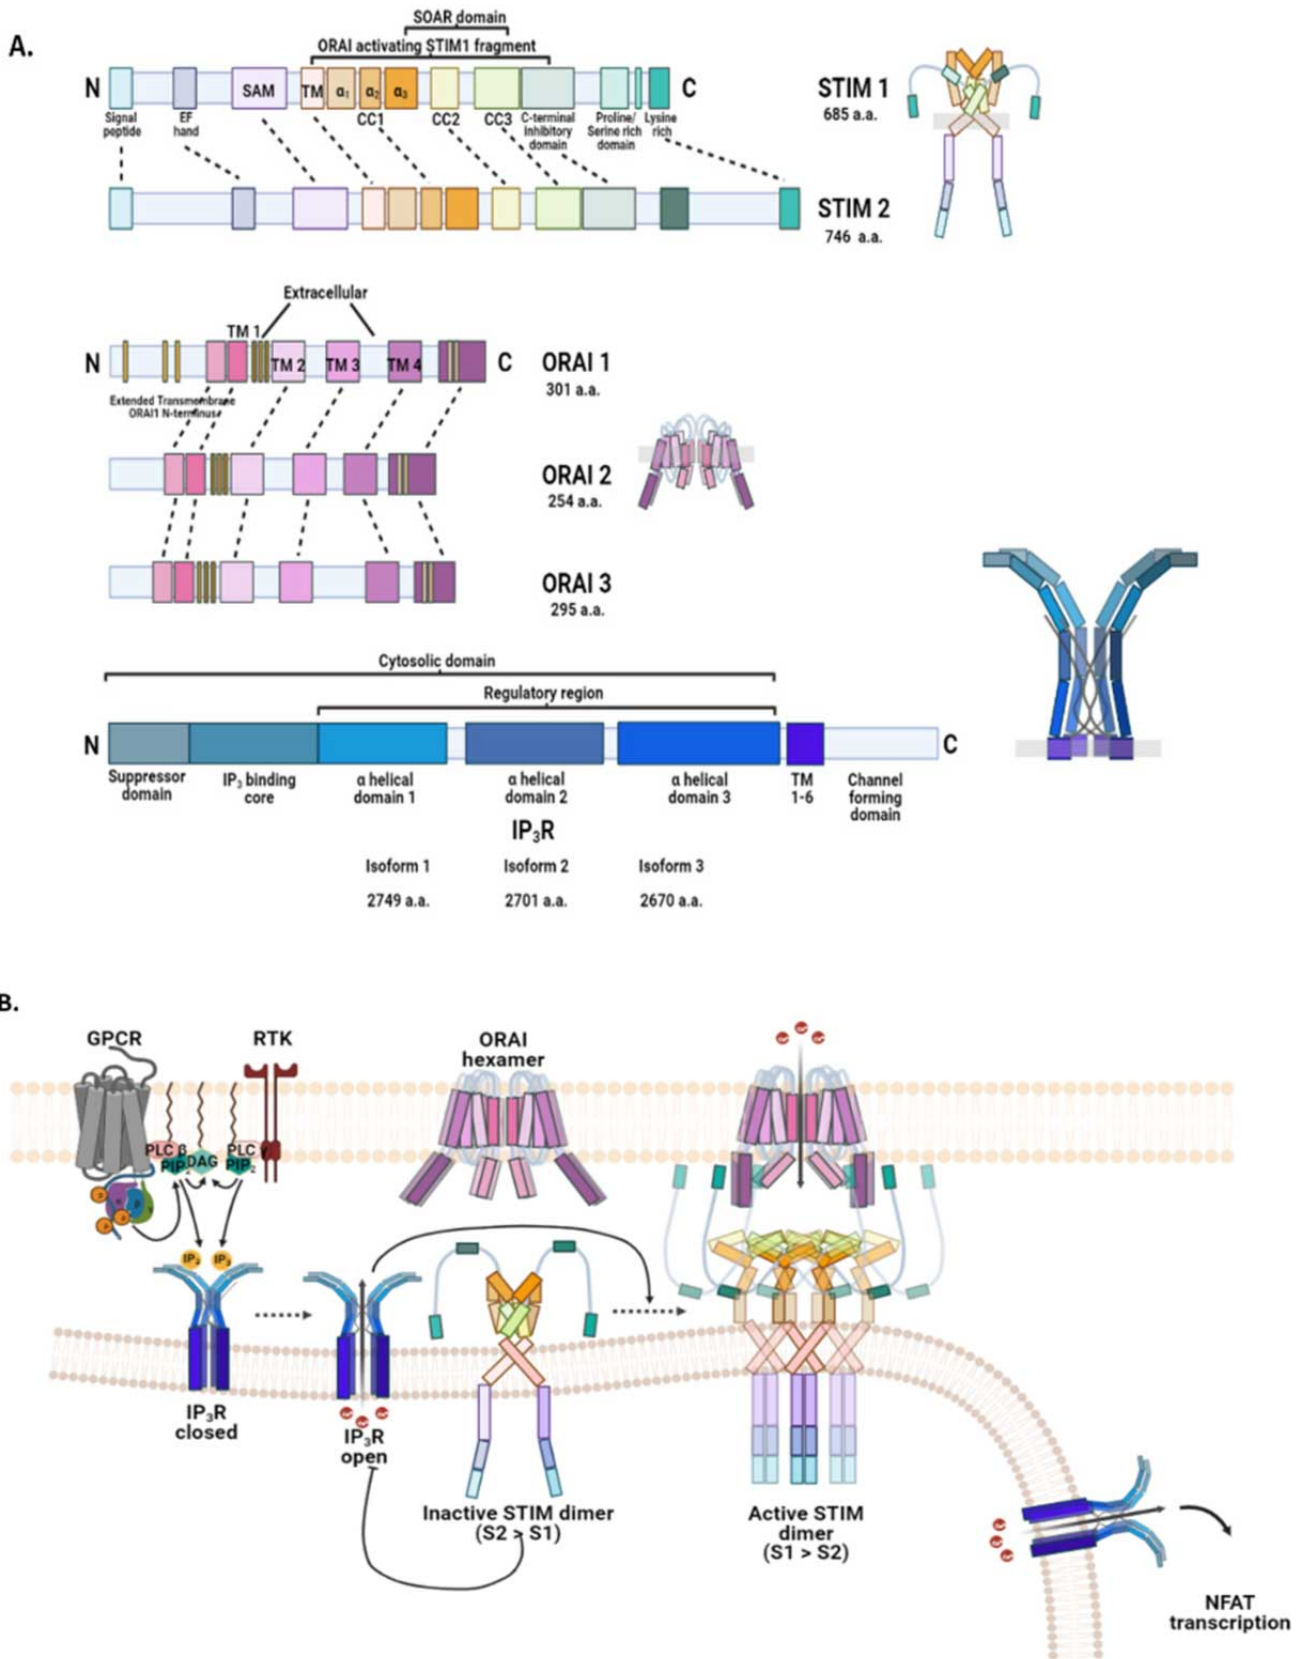 A.
SOAR domain
ORAI activating STIM1 fragment
N
SAM
TM
α1
α2
α3
C
Signal
peptide
EF
hand
CC1
CC2
CC3
C-terminal
Inhibitory
domain
Proline/
Serine rich
domain
Lysine
rich
STIM 1
685 a.a.
STIM 2
746 a.a.
Extracellular
TM 1
N
TM 2
TM 3
TM 4
C
ORAI 1
301 a.a.
Extended Transmembrane
ORAI1 N-terminus
ORAI 2
254 a.a.
ORAI 3
295 a.a.
Cytosolic domain
Regulatory region
N
C
Suppressor
domain
IP3 binding
core
α helical
domain 1
α helical
domain 2
α helical
domain 3
TM
1-6
Channel
forming
domain
IP3R
Isoform 1
Isoform 2
Isoform 3
2749 a.a.
2701 a.a.
2670 a.a.
B.
GPCR
RTK
ORAI
hexamer
PLC β
PIP2
DAG
PLC
PIP2
IP3
IP3
IP3R
closed
IP3R
open
Inactive STIM dimer
(S2 > S1)
Active STIM
dimer
(S1 > S2)
NFAT
transcription